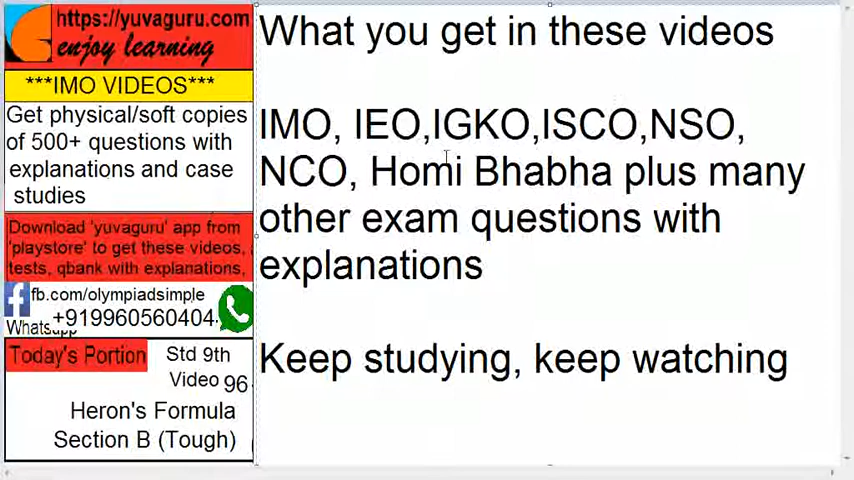 https://yuvaguru.com
enjoy learning
***IMO VIDEOS***
Get physical/soft copies
of 500+ questions with
explanations and case
studies
Download 'yuvaguru' app from
'playstore' to get these videos,
tests, qbank with explanations,
fb.com/olympiadsimple
+919960560404
Whatsapp
Today's Portion
Std 9th
Video 96
Heron's Formula
Section B (Tough)
What you get in these videos
IMO, IEO,IGKO,ISCO,NSO,
NCO, Homi Bhabha plus many
other exam questions with
explanations
Keep studying, keep watching